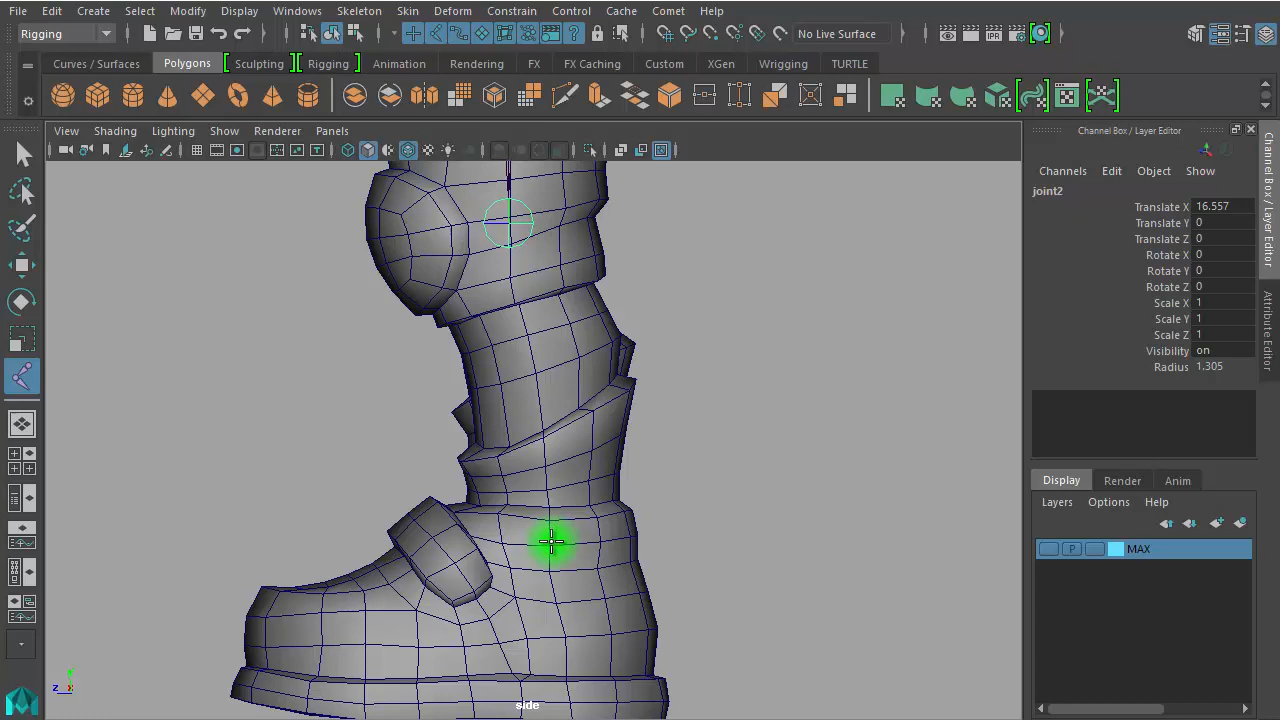 File Edit Create Select Modify Display Windows Skeleton Skin Deform Constrain Control Cache Comet Help
Rigging No Live Surface
Curves / Surfaces Polygons Sculpting Rigging Animation Rendering FX FX Caching Custom XGen Wrigging TURTLE
View Shading Lighting Show Renderer Panels
Channel Box / Layer Editor
Channels Edit Object Show
joint2
Translate X 16.557
Translate Y 0
Translate Z 0
Rotate X 0
Rotate Y 0
Rotate Z 0
Scale X 1
Scale Y 1
Scale Z 1
Visibility on
Radius 1.305
Display Render Anim
Layers Options Help
P MAX
Channel Box / Layer Editor
Attribute Editor
z
side